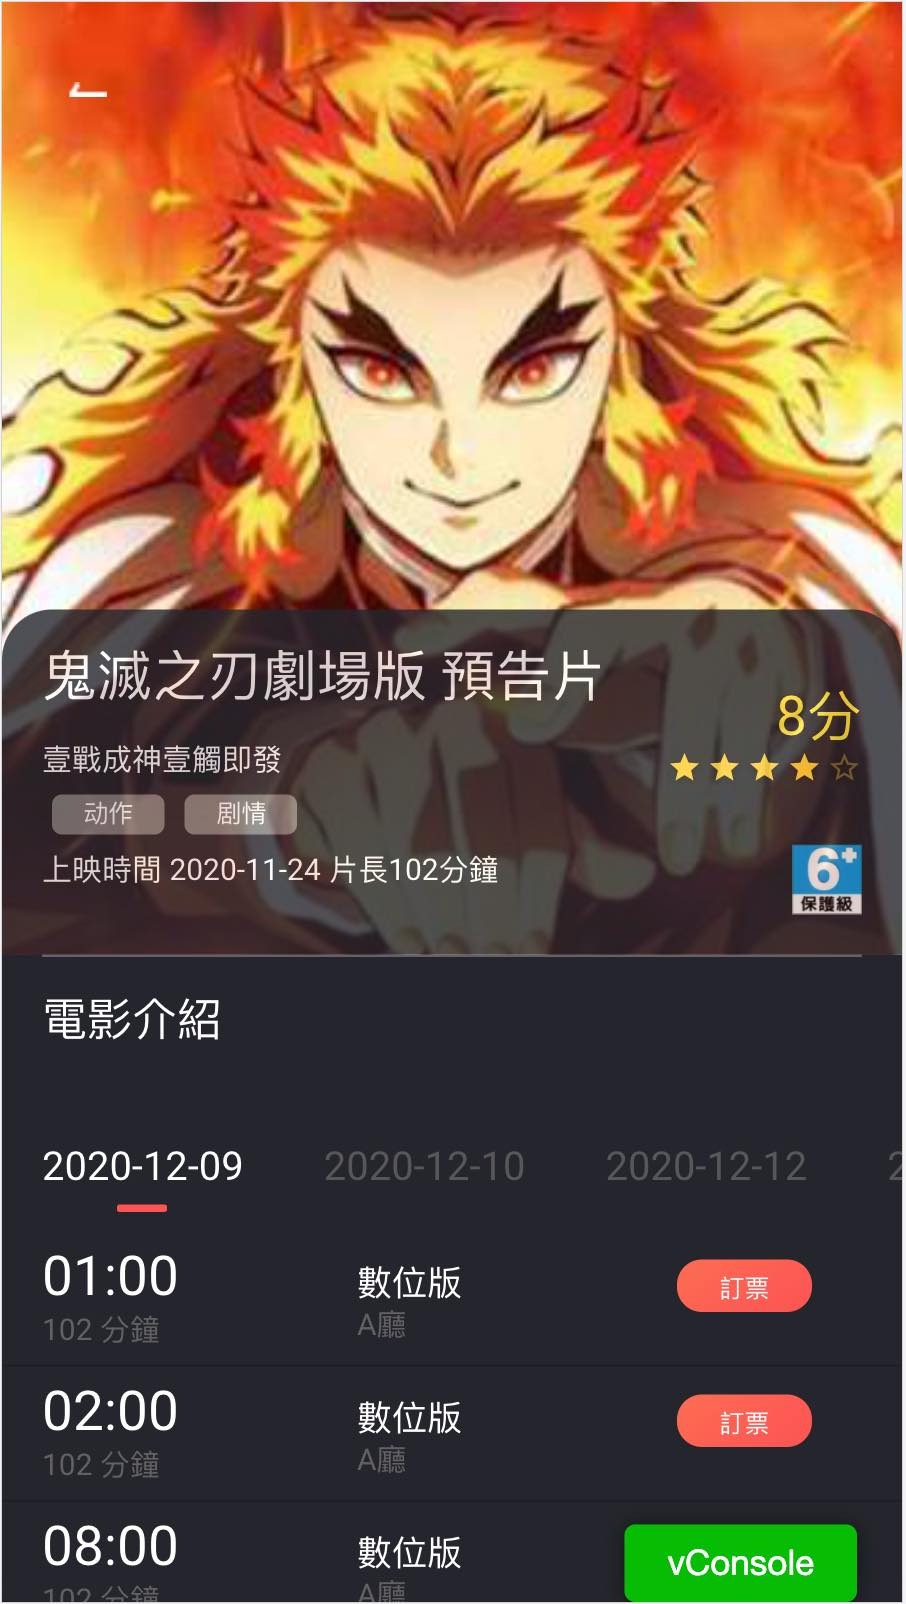 鬼滅之刃劇場版 預告片
8分
壹戰成神壹觸即發
动作 剧情
上映時間 2020-11-24 片長102分鐘
6+
保護級
電影介紹
2020-12-09 2020-12-10 2020-12-12 2
01:00 數位版 訂票
102 分鐘 A廳
02:00 數位版 訂票
102 分鐘 A廳
08:00 數位版
vConsole
102 分鐘 A廳